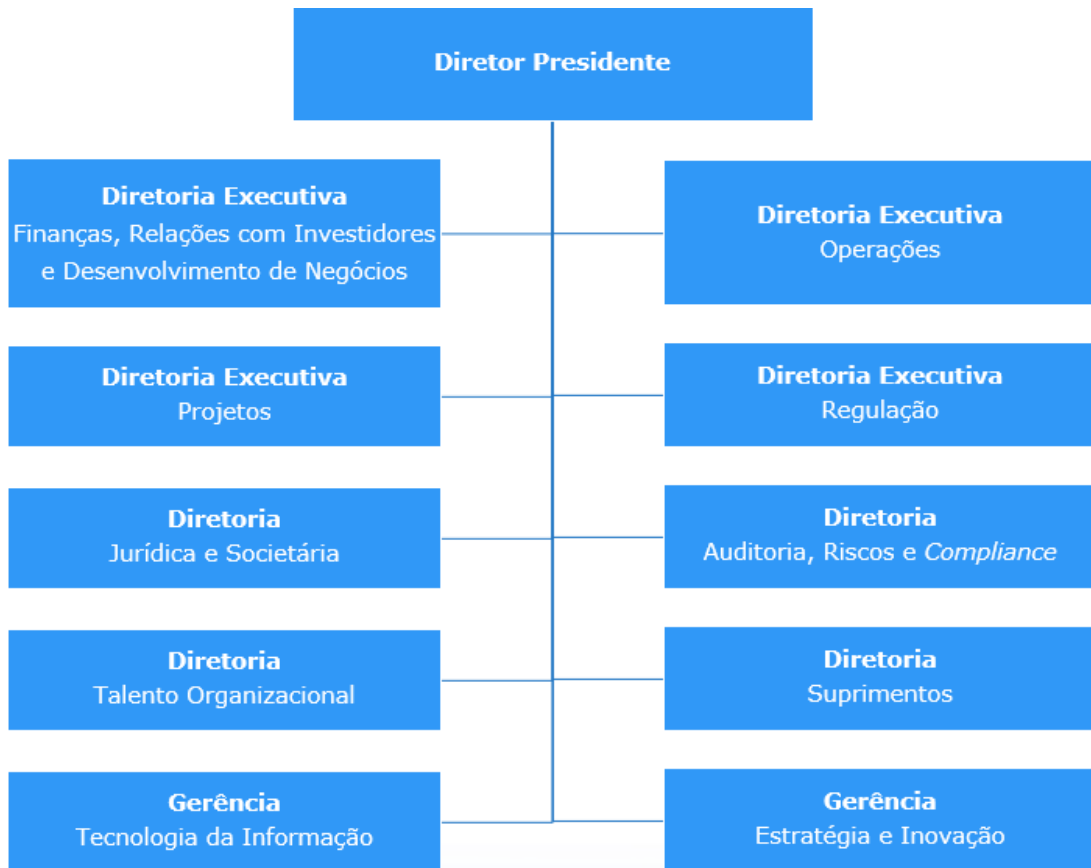 Diretor Presidente
Diretoria Executiva
Finanças, Relações com Investidores
e Desenvolvimento de Negócios
Diretoria Executiva
Operações
Diretoria Executiva
Projetos
Diretoria Executiva
Regulação
Diretoria
Jurídica e Societária
Diretoria
Auditoria, Riscos e Compliance
Diretoria
Talento Organizacional
Diretoria
Suprimentos
Gerência
Tecnologia da Informação
Gerência
Estratégia e Inovação